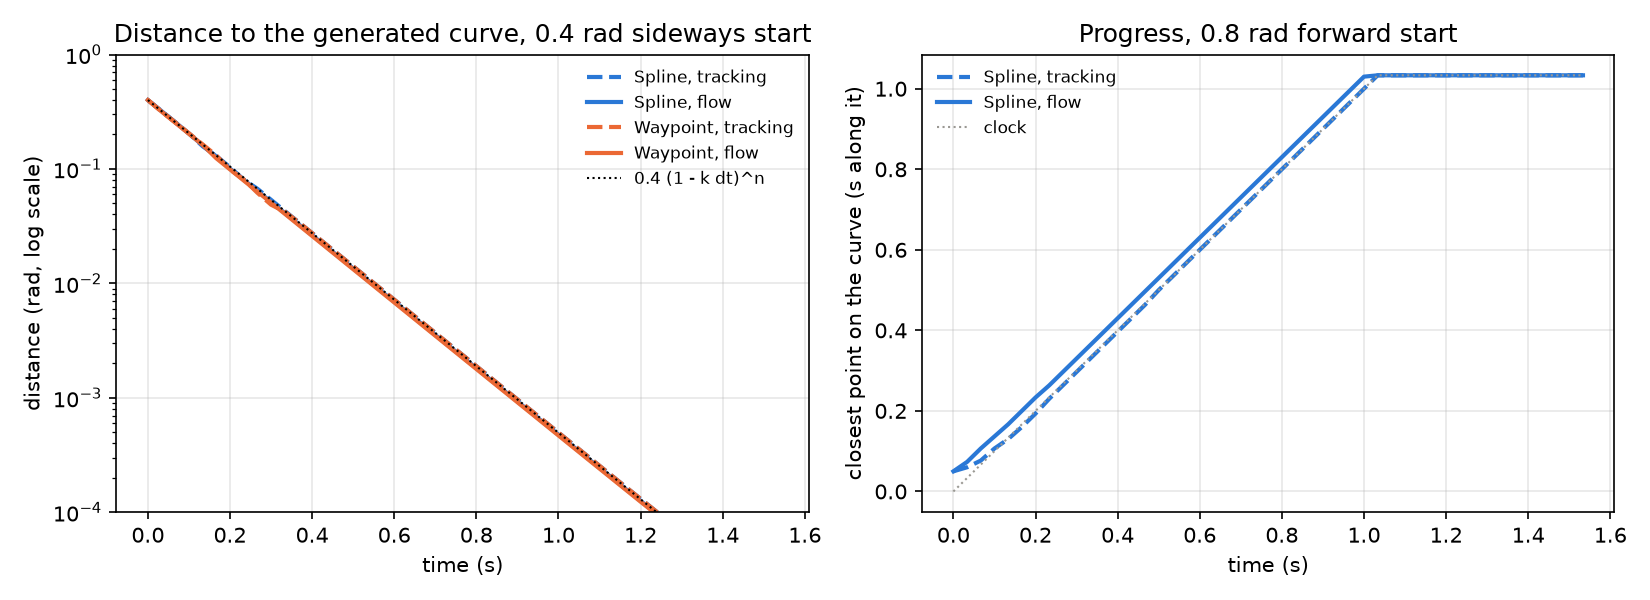 Distance to the generated curve, 0.4 rad sideways start
distance (rad, log scale)
10^0
10^-1
10^-2
10^-3
10^-4
Spline, tracking
Spline, flow
Waypoint, tracking
Waypoint, flow
0.4 (1 - k dt)^n
0.0 0.2 0.4 0.6 0.8 1.0 1.2 1.4 1.6
time (s)
Progress, 0.8 rad forward start
closest point on the curve (s along it)
1.0
0.8
0.6
0.4
0.2
0.0
Spline, tracking
Spline, flow
clock
0.0 0.2 0.4 0.6 0.8 1.0 1.2 1.4 1.6
time (s)